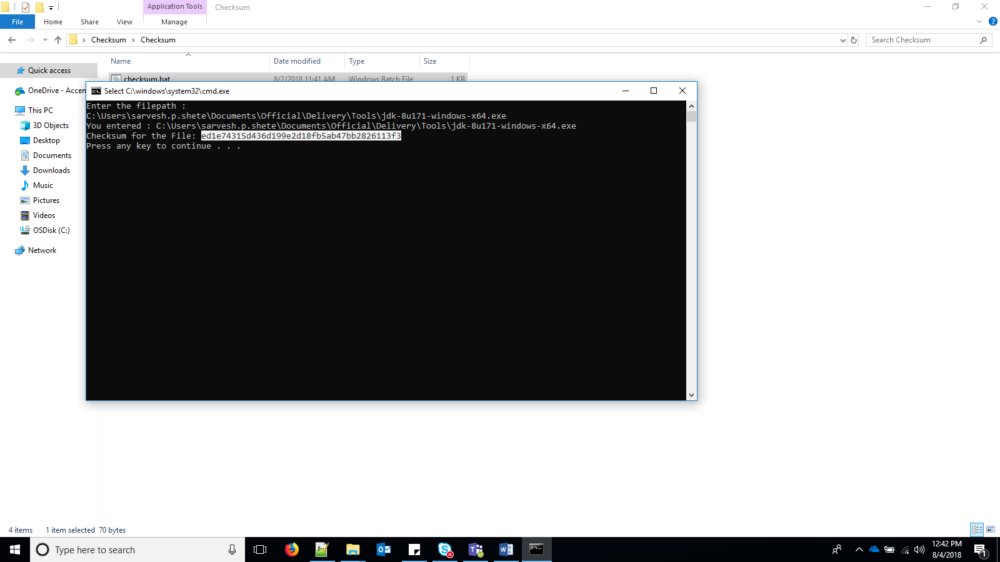 Application Tools
Checksum
File
Home
Share
View
Manage
Checksum
Checksum
Search Checksum
Name
Date modified
Type
Size
checksum.bat
8/2/2018 11:41 AM
Windows Batch File
1 KB
Quick access
OneDrive - Accen
This PC
3D Objects
Desktop
Documents
Downloads
Music
Pictures
Videos
OSDisk (C:)
Network
Select C:\windows\system32\cmd.exe
Enter the filepath :
C:\Users\sarvesh.p.shete\Documents\Official\Delivery\Tools\jdk-8u171-windows-x64.exe
You entered : C:\Users\sarvesh.p.shete\Documents\Official\Delivery\Tools\jdk-8u171-windows-x64.exe
Checksum for the File: ed1e74315d436d199e2d18fb5ab47bb2826113f3
Press any key to continue . . .
4 items
1 item selected 70 bytes
Type here to search
12:42 PM
8/4/2018
1